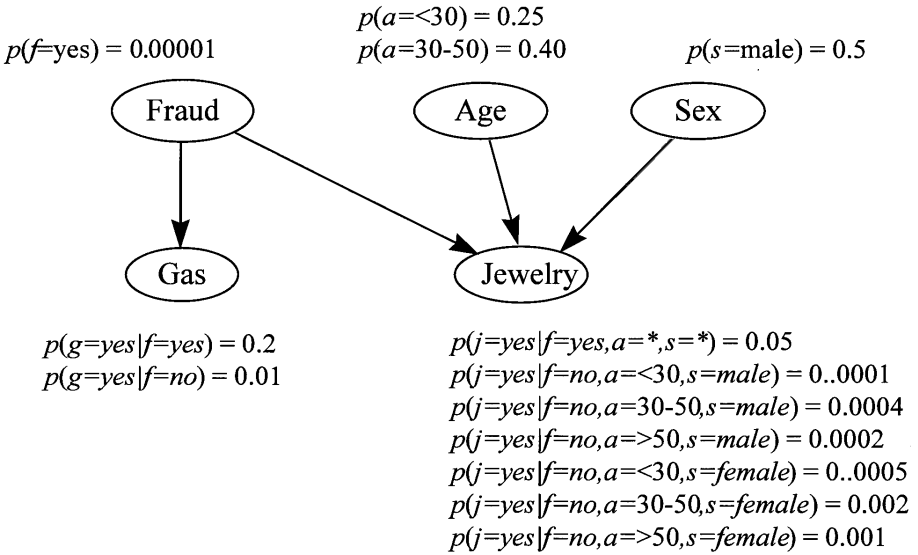 p(a=<30) = 0.25
p(f=yes) = 0.00001
p(a=30-50) = 0.40
p(s=male) = 0.5
Fraud
Age
Sex
Gas
Jewelry
p(g=yes|f=yes) = 0.2
p(g=yes|f=no) = 0.01
p(j=yes|f=yes,a=*,s=*) = 0.05
p(j=yes|f=no,a=<30,s=male) = 0..0001
p(j=yes|f=no,a=30-50,s=male) = 0.0004
p(j=yes|f=no,a=>50,s=male) = 0.0002
p(j=yes|f=no,a=<30,s=female) = 0..0005
p(j=yes|f=no,a=30-50,s=female) = 0.002
p(j=yes|f=no,a=>50,s=female) = 0.001